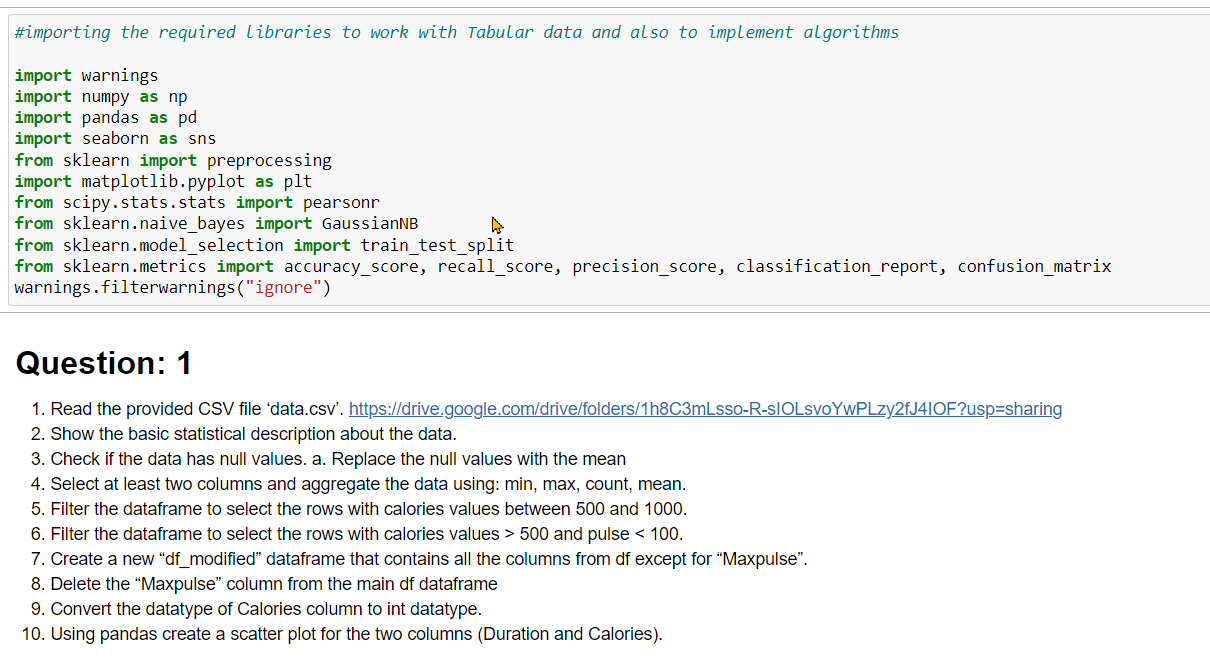 #importing the required libraries to work with Tabular data and also to implement algorithms
import warnings
import numpy as np
import pandas as pd
import seaborn as sns
from sklearn import preprocessing
import matplotlib.pyplot as plt
from scipy.stats.stats import pearsonr
from sklearn.naive_bayes import GaussianNB
from sklearn.model_selection import train_test_split
from sklearn.metrics import accuracy_score, recall_score, precision_score, classification_report, confusion_matrix
warnings.filterwarnings("ignore")
Question: 1
1. Read the provided CSV file ‘data.csv’. https://drive.google.com/drive/folders/1h8C3mLsso-R-sIOLsvoYwPLzy2fJ4IOF?usp=sharing
2. Show the basic statistical description about the data.
3. Check if the data has null values. a. Replace the null values with the mean
4. Select at least two columns and aggregate the data using: min, max, count, mean.
5. Filter the dataframe to select the rows with calories values between 500 and 1000.
6. Filter the dataframe to select the rows with calories values > 500 and pulse < 100.
7. Create a new “df_modified” dataframe that contains all the columns from df except for “Maxpulse”.
8. Delete the “Maxpulse” column from the main df dataframe
9. Convert the datatype of Calories column to int datatype.
10. Using pandas create a scatter plot for the two columns (Duration and Calories).